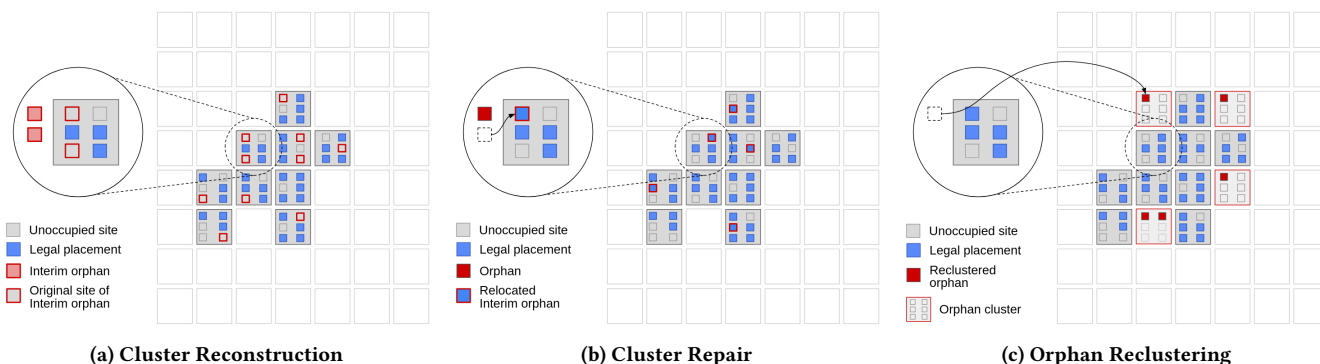 Unoccupied site
Legal placement
Interim orphan
Original site of
Interim orphan
(a) Cluster Reconstruction
Unoccupied site
Legal placement
Orphan
Relocated
Interim orphan
(b) Cluster Repair
Unoccupied site
Legal placement
Reclustered
orphan
Orphan cluster
(c) Orphan Reclustering